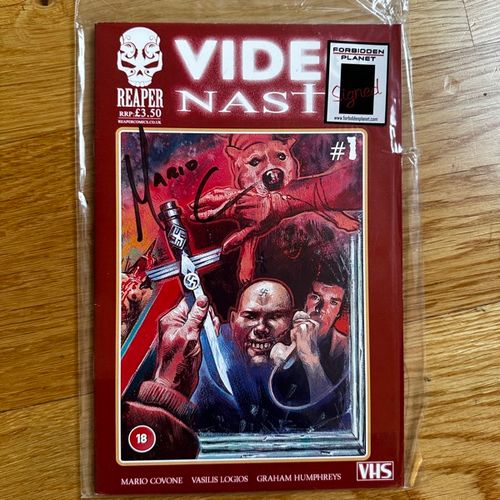 REAPER
RRP:£3.50
REAPERCOMICS.CO.UK
VIDE
NAST
FORBIDDEN
PLANET
Signed
www.forbiddenplanet.com
#1
MARIO C
18
MARIO COVONE VASILIS LOGIOS GRAHAM HUMPHREYS
VHS